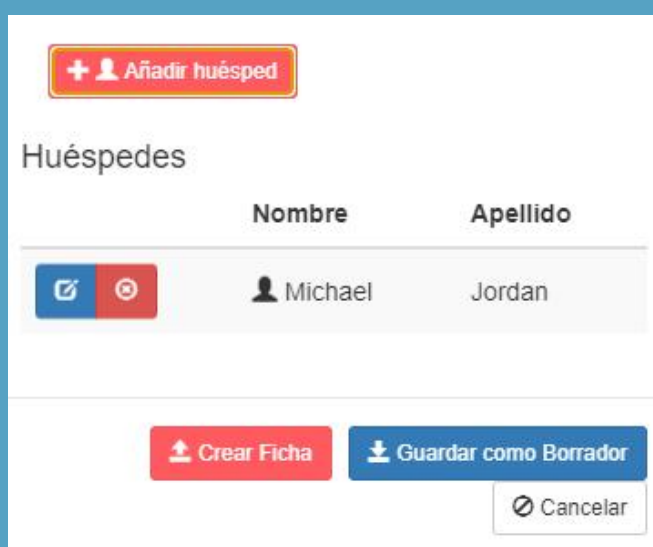 Añadir huésped
Huéspedes
Nombre Apellido
Michael Jordan
Crear Ficha Guardar como Borrador
Cancelar